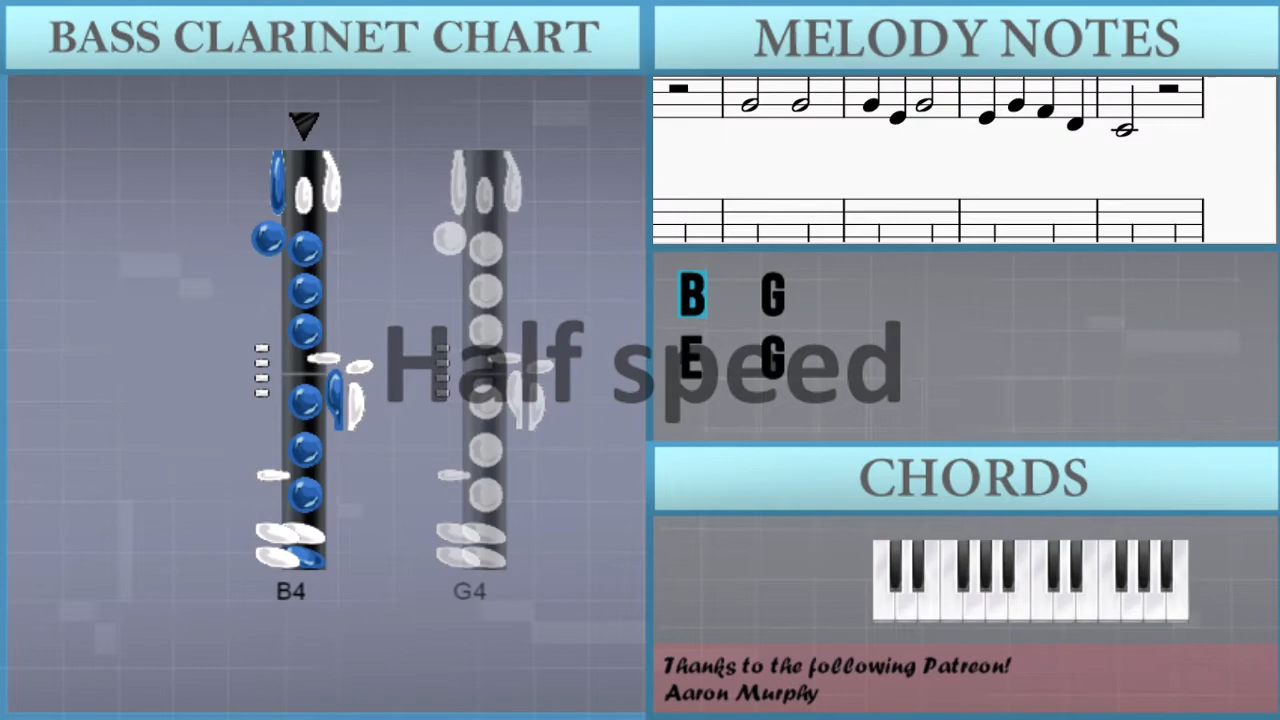 BASS CLARINET CHART
MELODY NOTES
B G
E G
Half speed
B4 G4
CHORDS
Thanks to the following Patreon!
Aaron Murphy